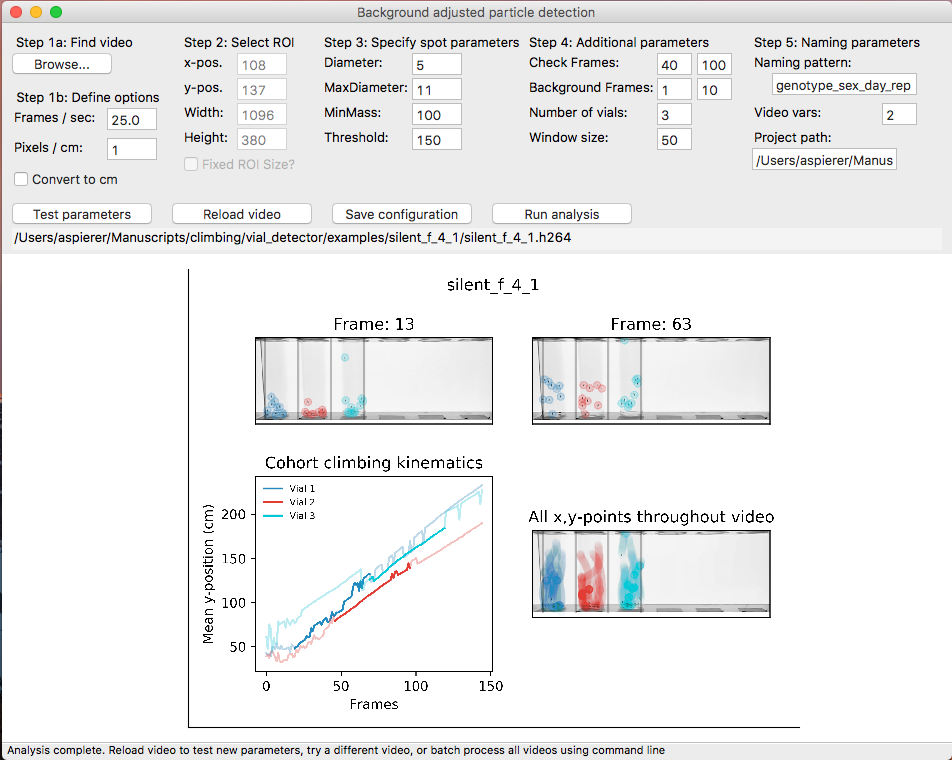 Background adjusted particle detection
Step 1a: Find video
Browse...
Step 1b: Define options
Frames / sec: 25.0
Pixels / cm: 1
Convert to cm
Step 2: Select ROI
x-pos. 108
y-pos. 137
Width: 1096
Height: 380
Fixed ROI Size?
Step 3: Specify spot parameters
Diameter: 5
MaxDiameter: 11
MinMass: 100
Threshold: 150
Step 4: Additional parameters
Check Frames: 40 100
Background Frames: 1 10
Number of vials: 3
Window size: 50
Step 5: Naming parameters
Naming pattern:
genotype_sex_day_rep
Video vars: 2
Project path:
/Users/aspierer/Manus
Test parameters Reload video Save configuration Run analysis
/Users/aspierer/Manuscripts/climbing/vial_detector/examples/silent_f_4_1/silent_f_4_1.h264
silent_f_4_1
Frame: 13
Frame: 63
Cohort climbing kinematics
Vial 1
Vial 2
Vial 3
Mean y-position (cm)
200
150
100
50
0 50 100 150
Frames
All x,y-points throughout video
Analysis complete. Reload video to test new parameters, try a different video, or batch process all videos using command line